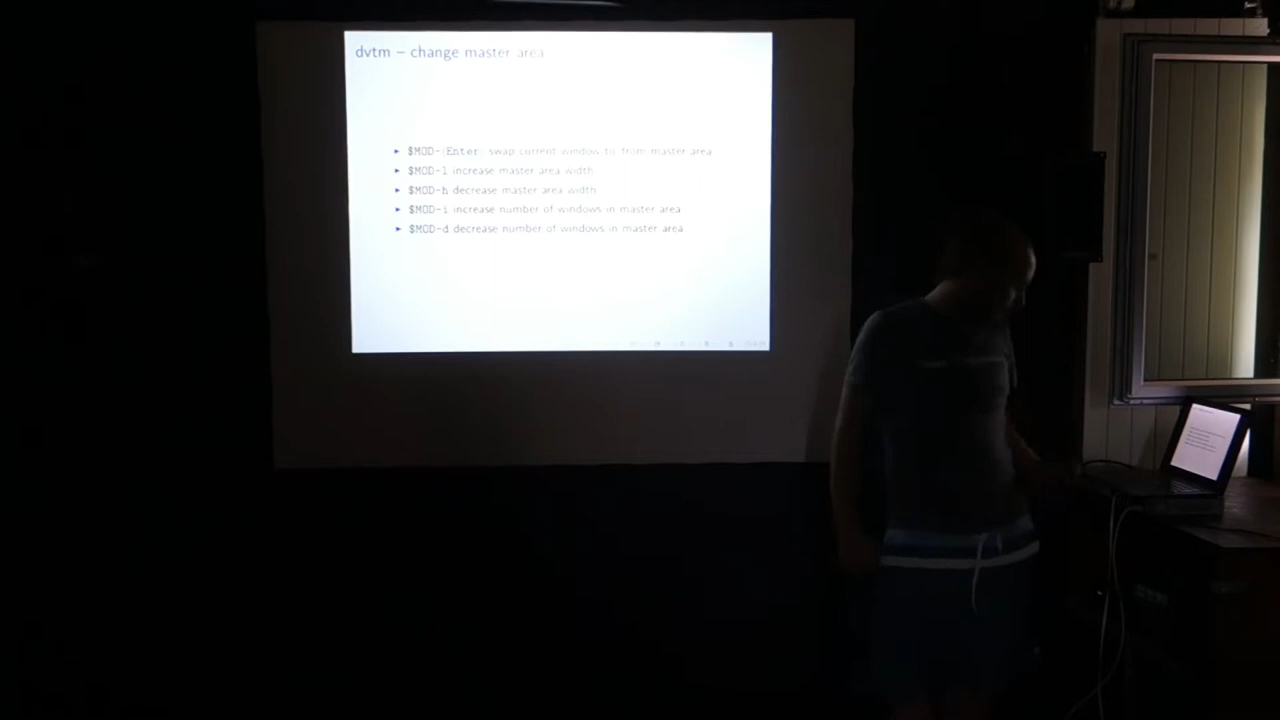 dvtm – change master area
► $MOD-[Enter] swap current window to/from master area
► $MOD-l increase master area width
► $MOD-h decrease master area width
► $MOD-i increase number of windows in master area
► $MOD-d decrease number of windows in master area